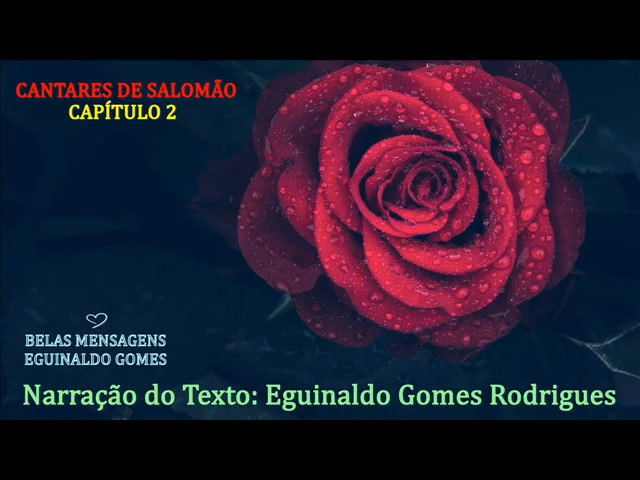 CANTARES DE SALOMÃO
CAPÍTULO 2
BELAS MENSAGENS
EGUINALDO GOMES
Narração do Texto: Eguinaldo Gomes Rodrigues